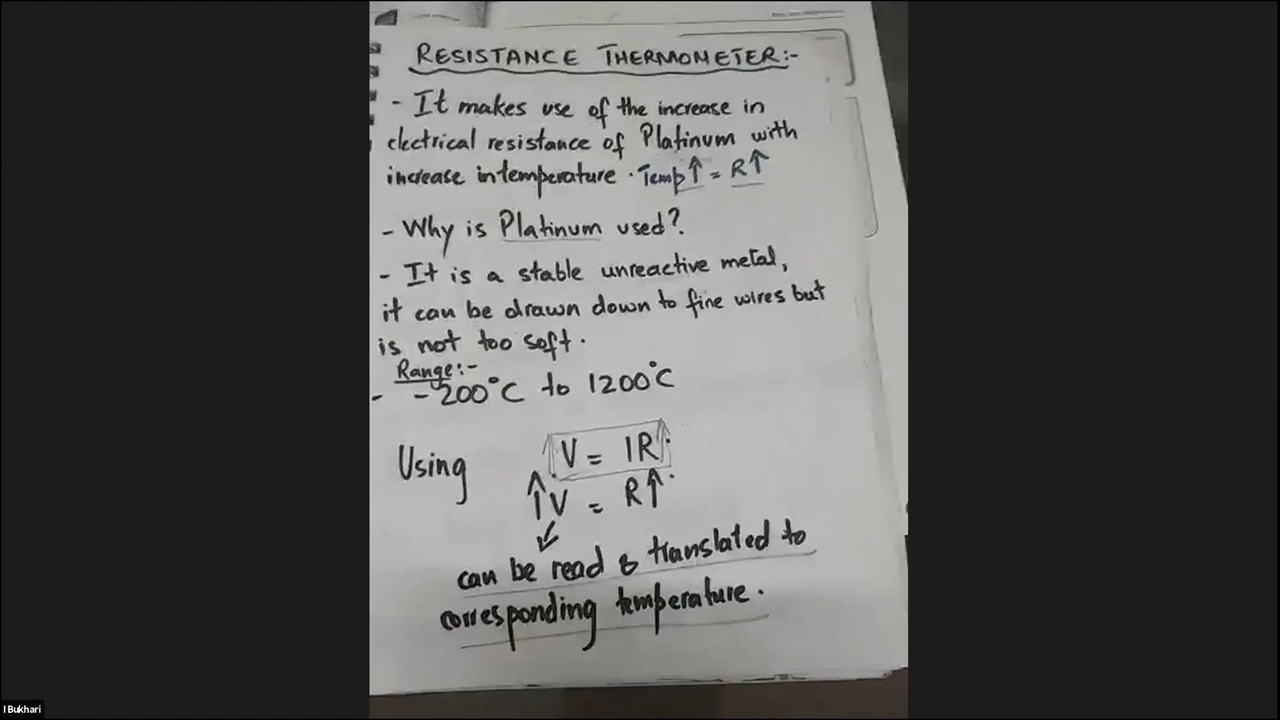 RESISTANCE THERMOMETER:-
- It makes use of the increase in
electrical resistance of Platinum with
increase in temperature. Temp↑ = R↑
- Why is Platinum used?
- It is a stable unreactive metal,
it can be drawn down to fine wires but
is not too soft.
Range:-
- -200°C to 1200°C
Using V = IR
↑V = R↑
can be read & translated to
corresponding temperature.
I Bukhari